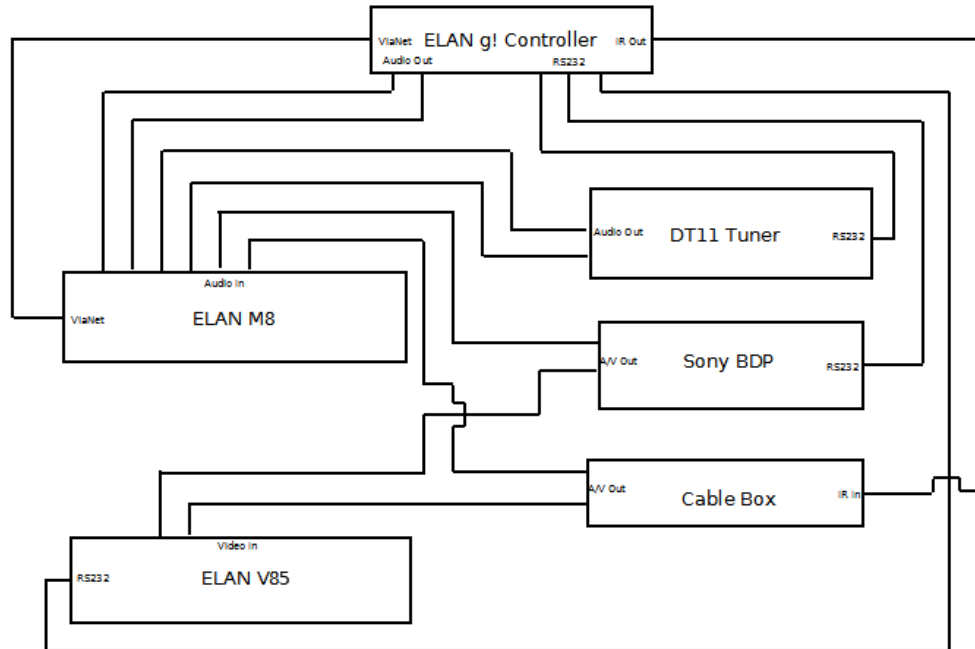 ViaNet
ELAN g! Controller
IR Out
Audio Out
RS232
Audio Out
DT11 Tuner
RS232
Audio In
ViaNet
ELAN M8
A/V Out
Sony BDP
RS232
A/V Out
Cable Box
IR In
Video In
RS232
ELAN V85